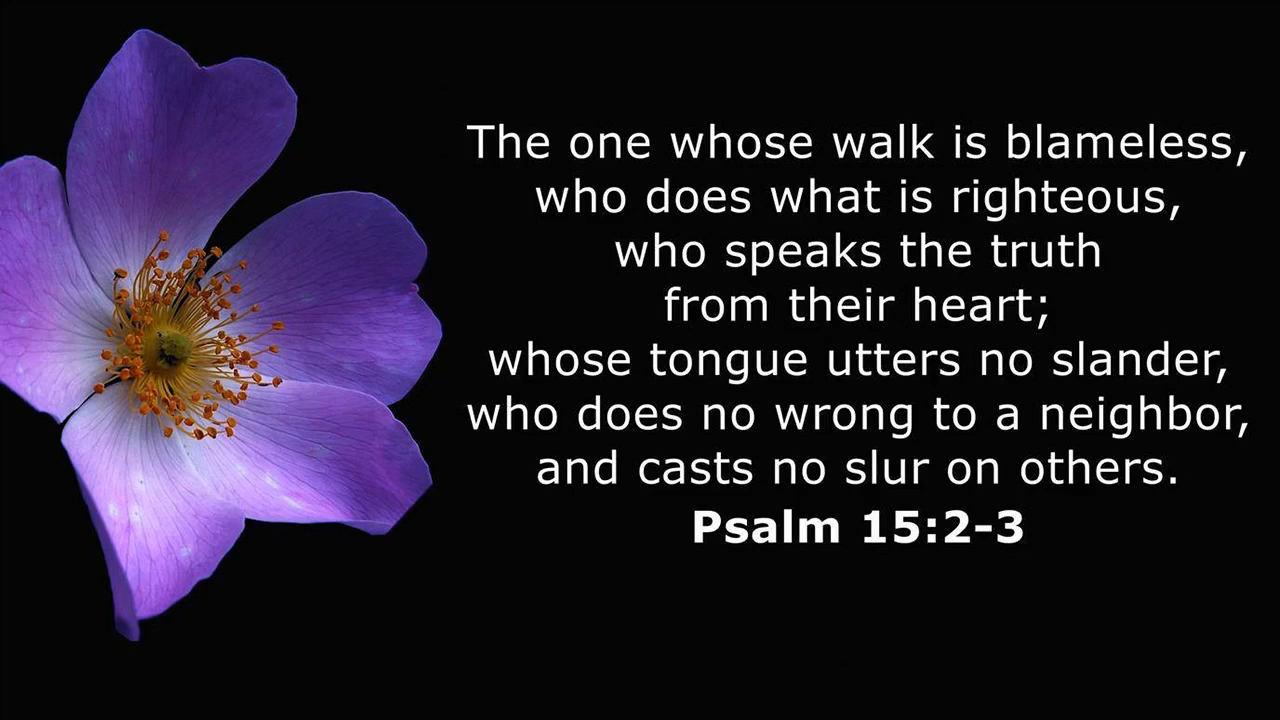 The one whose walk is blameless,
who does what is righteous,
who speaks the truth
from their heart;
whose tongue utters no slander,
who does no wrong to a neighbor,
and casts no slur on others.
Psalm 15:2-3